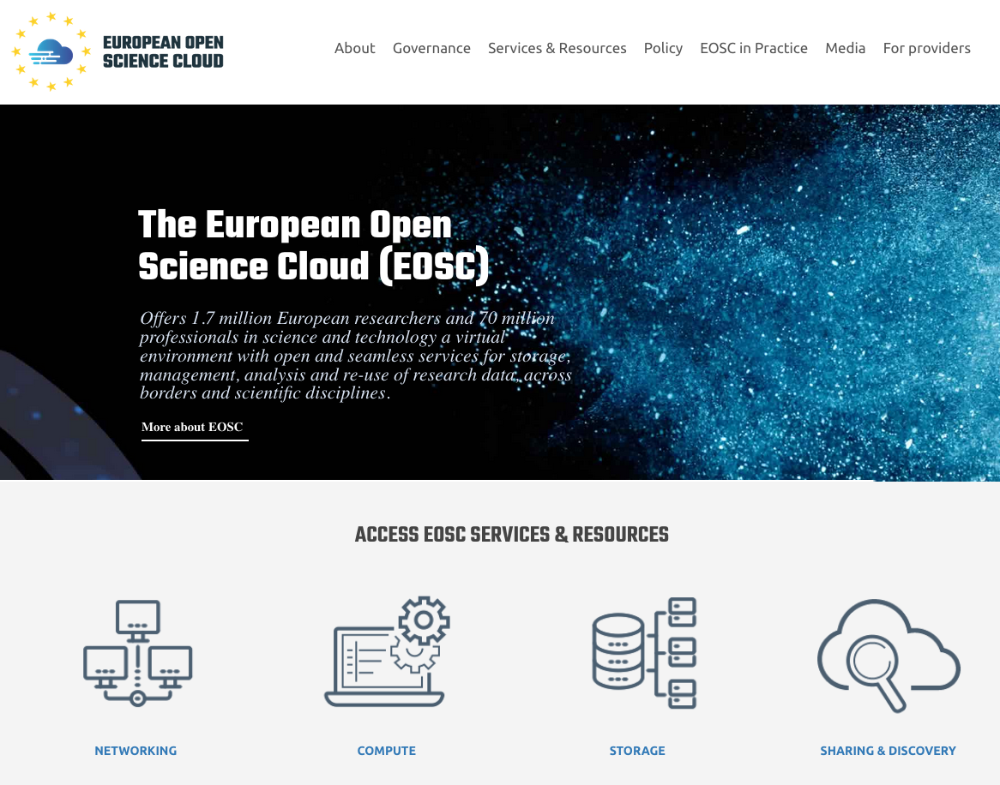 EUROPEAN OPEN
SCIENCE CLOUD
About Governance Services & Resources Policy EOSC in Practice Media For providers
The European Open
Science Cloud (EOSC)
Offers 1.7 million European researchers and 70 million
professionals in science and technology a virtual
environment with open and seamless services for storage,
management, analysis and re-use of research data, across
borders and scientific disciplines.
More about EOSC
ACCESS EOSC SERVICES & RESOURCES
NETWORKING COMPUTE STORAGE SHARING & DISCOVERY